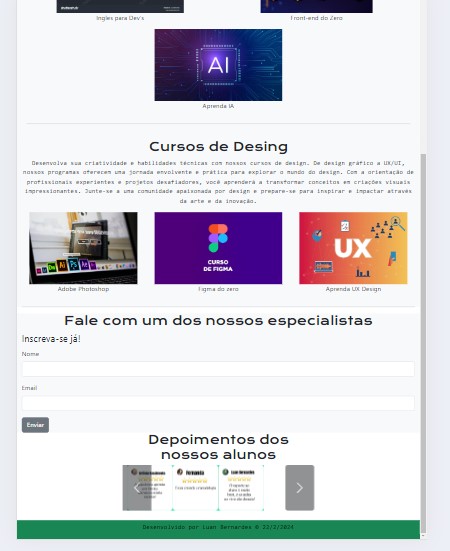 Ingles para Dev's
Front-end do Zero
AI
Aprenda IA
Cursos de Desing
Desenvolva sua criatividade e habilidades técnicas com nossos cursos de design. De design gráfico a UX/UI,
nossos programas oferecem uma jornada envolvente e prática para explorar o mundo do design. Com a orientação de
profissionais experientes e projetos desafiadores, você aprenderá a transformar conceitos em criações visuais
impressionantes. Junte-se a uma comunidade apaixonada por design e prepare-se para inspirar e impactar através
da arte e da inovação.
Dw Ai Ps Ae
CURSO
DE FIGMA
UX
Adobe Photoshop
Figma do zero
Aprenda UX Design
Fale com um dos nossos especialistas
Inscreva-se já!
Nome
Email
Enviar
Depoimentos dos
nossos alunos
Fernanda
Luan Bernardes
Desenvolvido por Luan Bernardes © 22/2/2024